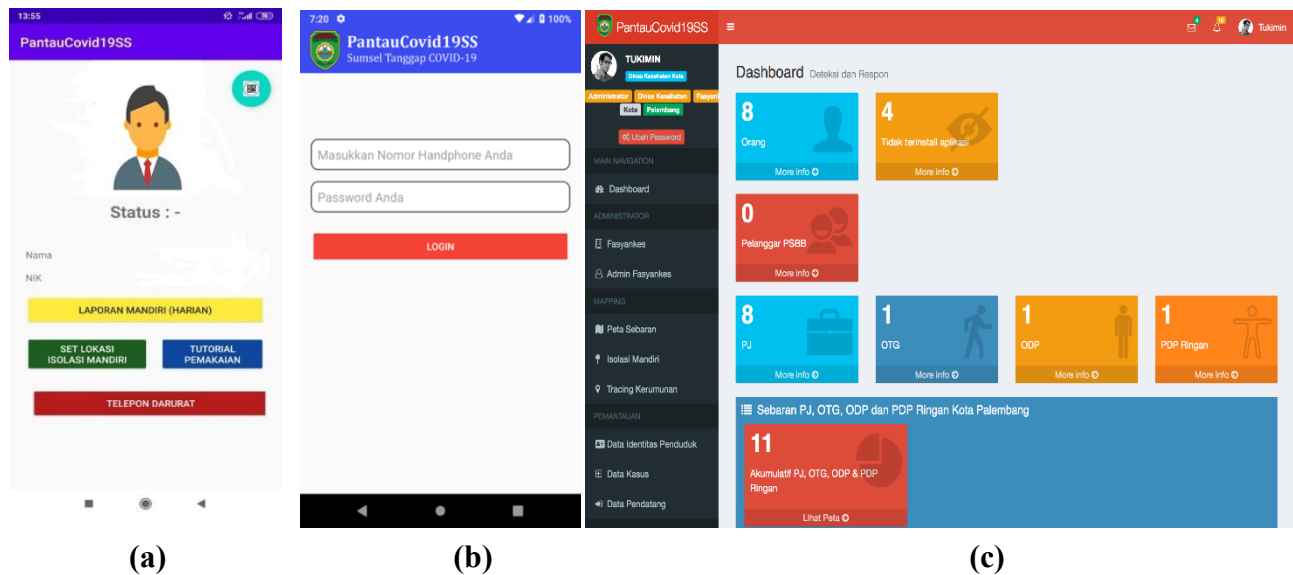 13:55
PantauCovid19SS
Status : -
Nama
NIK
LAPORAN MANDIRI (HARIAN)
SET LOKASI
ISOLASI MANDIRI
TUTORIAL
PEMAKAIAN
TELEPON DARURAT
(a)
7:20
100%
PantauCovid19SS
Sumsel Tanggap COVID-19
Masukkan Nomor Handphone Anda
Password Anda
LOGIN
(b)
PantauCovid19SS
Tukimin
TUKIMIN
Dinas Kesehatan Kota
Administrator Dinas Kesehatan Fasyan
Kota Palembang
Ubah Password
MAIN NAVIGATION
Dashboard
ADMINISTRATOR
Fasyankes
Admin Fasyankes
MAPPING
Peta Sebaran
Isolasi Mandiri
Tracing Kerumunan
PEMANTAUAN
Data Identitas Penduduk
Data Kasus
Data Pendatang
Dashboard Deteksi dan Respon
8
Orang
More info
4
Tidak terinstall aplikasi
More info
0
Pelanggar PSBB
More info
8
PJ
More info
1
OTG
More info
1
ODP
More info
1
PDP Ringan
More info
Sebaran PJ, OTG, ODP dan PDP Ringan Kota Palembang
11
Akumulatif PJ, OTG, ODP & PDP
Ringan
Lihat Peta
(c)